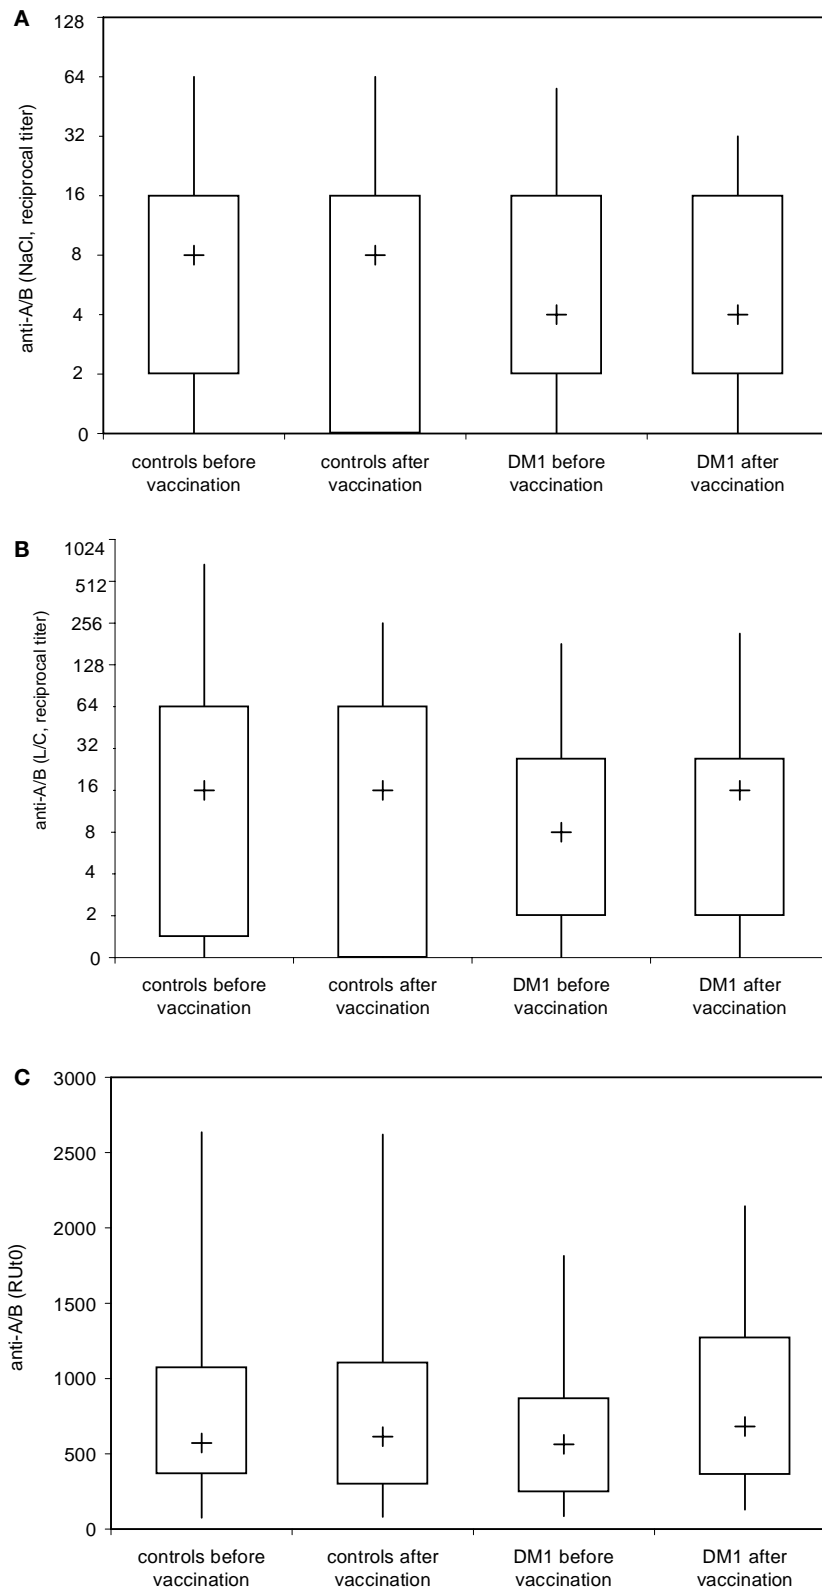 A
anti-A/B (NaCl, reciprocal titer)
128
64
32
16
8
4
2
0
controls before
vaccination
controls after
vaccination
DM1 before
vaccination
DM1 after
vaccination
B
anti-A/B (L/C, reciprocal titer)
1024
512
256
128
64
32
16
8
4
2
0
controls before
vaccination
controls after
vaccination
DM1 before
vaccination
DM1 after
vaccination
C
anti-A/B (RUt0)
3000
2500
2000
1500
1000
500
0
controls before
vaccination
controls after
vaccination
DM1 before
vaccination
DM1 after
vaccination